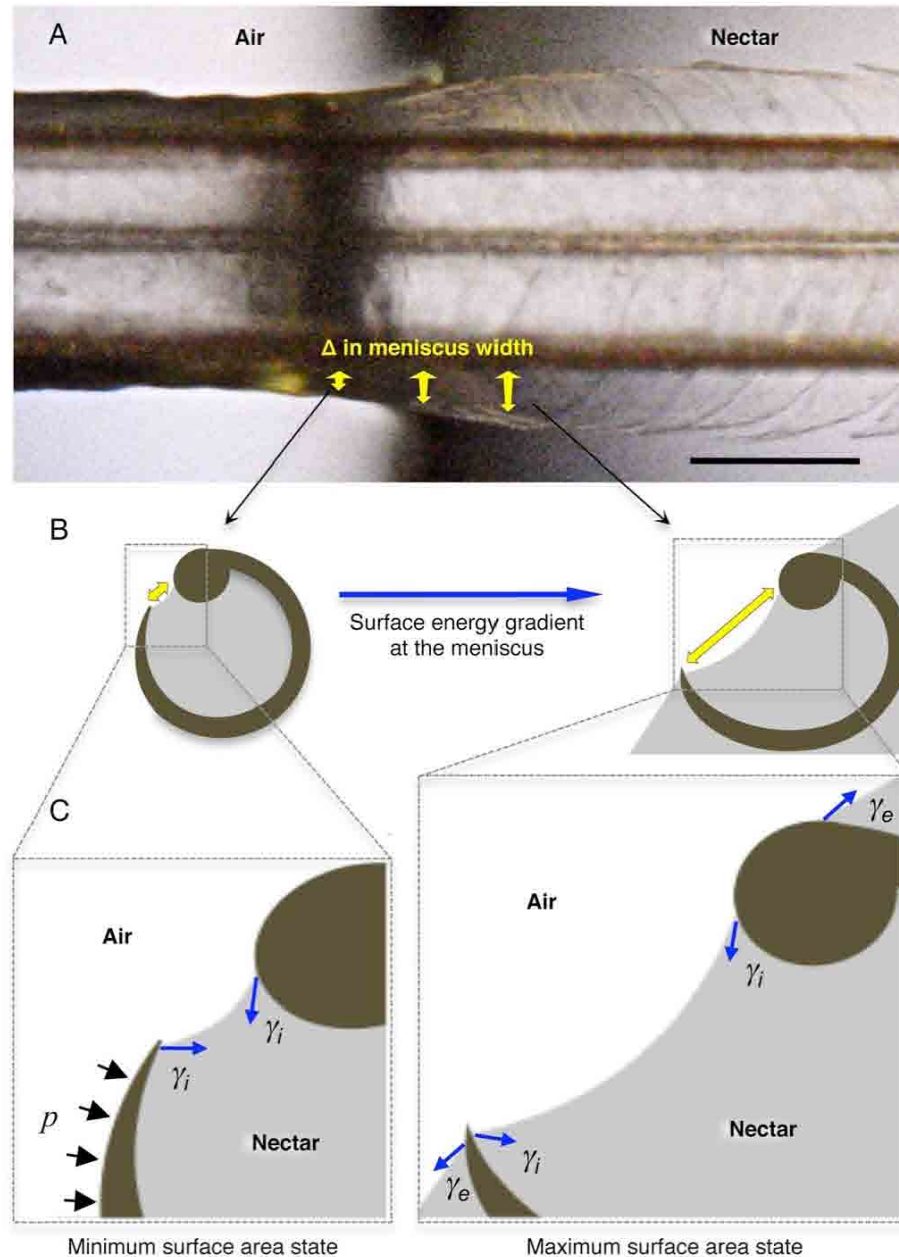 A
Air
Nectar
Δ in meniscus width
B
Surface energy gradient
at the meniscus
C
Air
γi
γi
p
Nectar
Minimum surface area state
γe
Air
γi
γi
γe
Nectar
Maximum surface area state